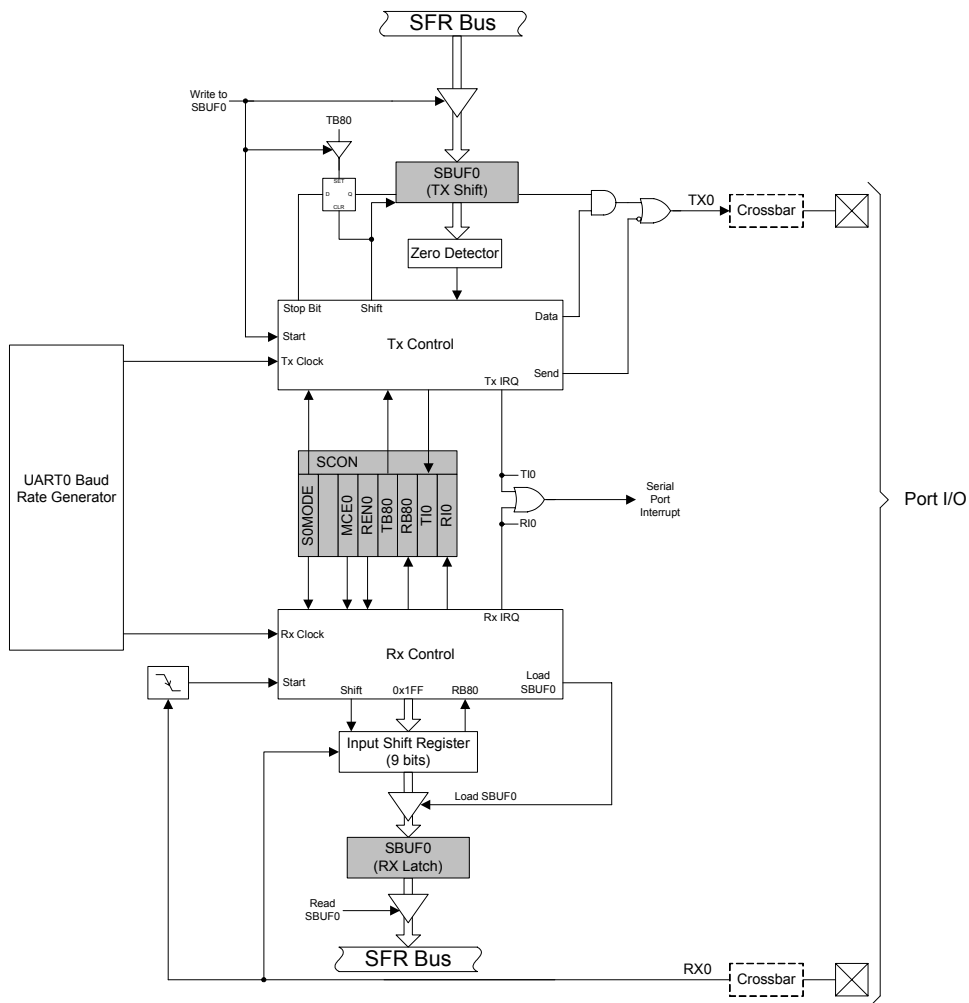 SFR Bus
Write to
SBUF0
TB80
SET
D
Q
CLR
SBUF0
(TX Shift)
TX0
Crossbar
Zero Detector
Stop Bit
Shift
Data
Start
Tx Control
Tx Clock
Send
Tx IRQ
UART0 Baud
Rate Generator
SCON
S0MODE
MCE0
REN0
TB80
RB80
TI0
RI0
TI0
Serial
Port
Interrupt
RI0
Port I/O
Rx IRQ
Rx Clock
Rx Control
Start
Load
SBUF0
Shift
0x1FF
RB80
Input Shift Register
(9 bits)
Load SBUF0
SBUF0
(RX Latch)
Read
SBUF0
SFR Bus
RX0
Crossbar